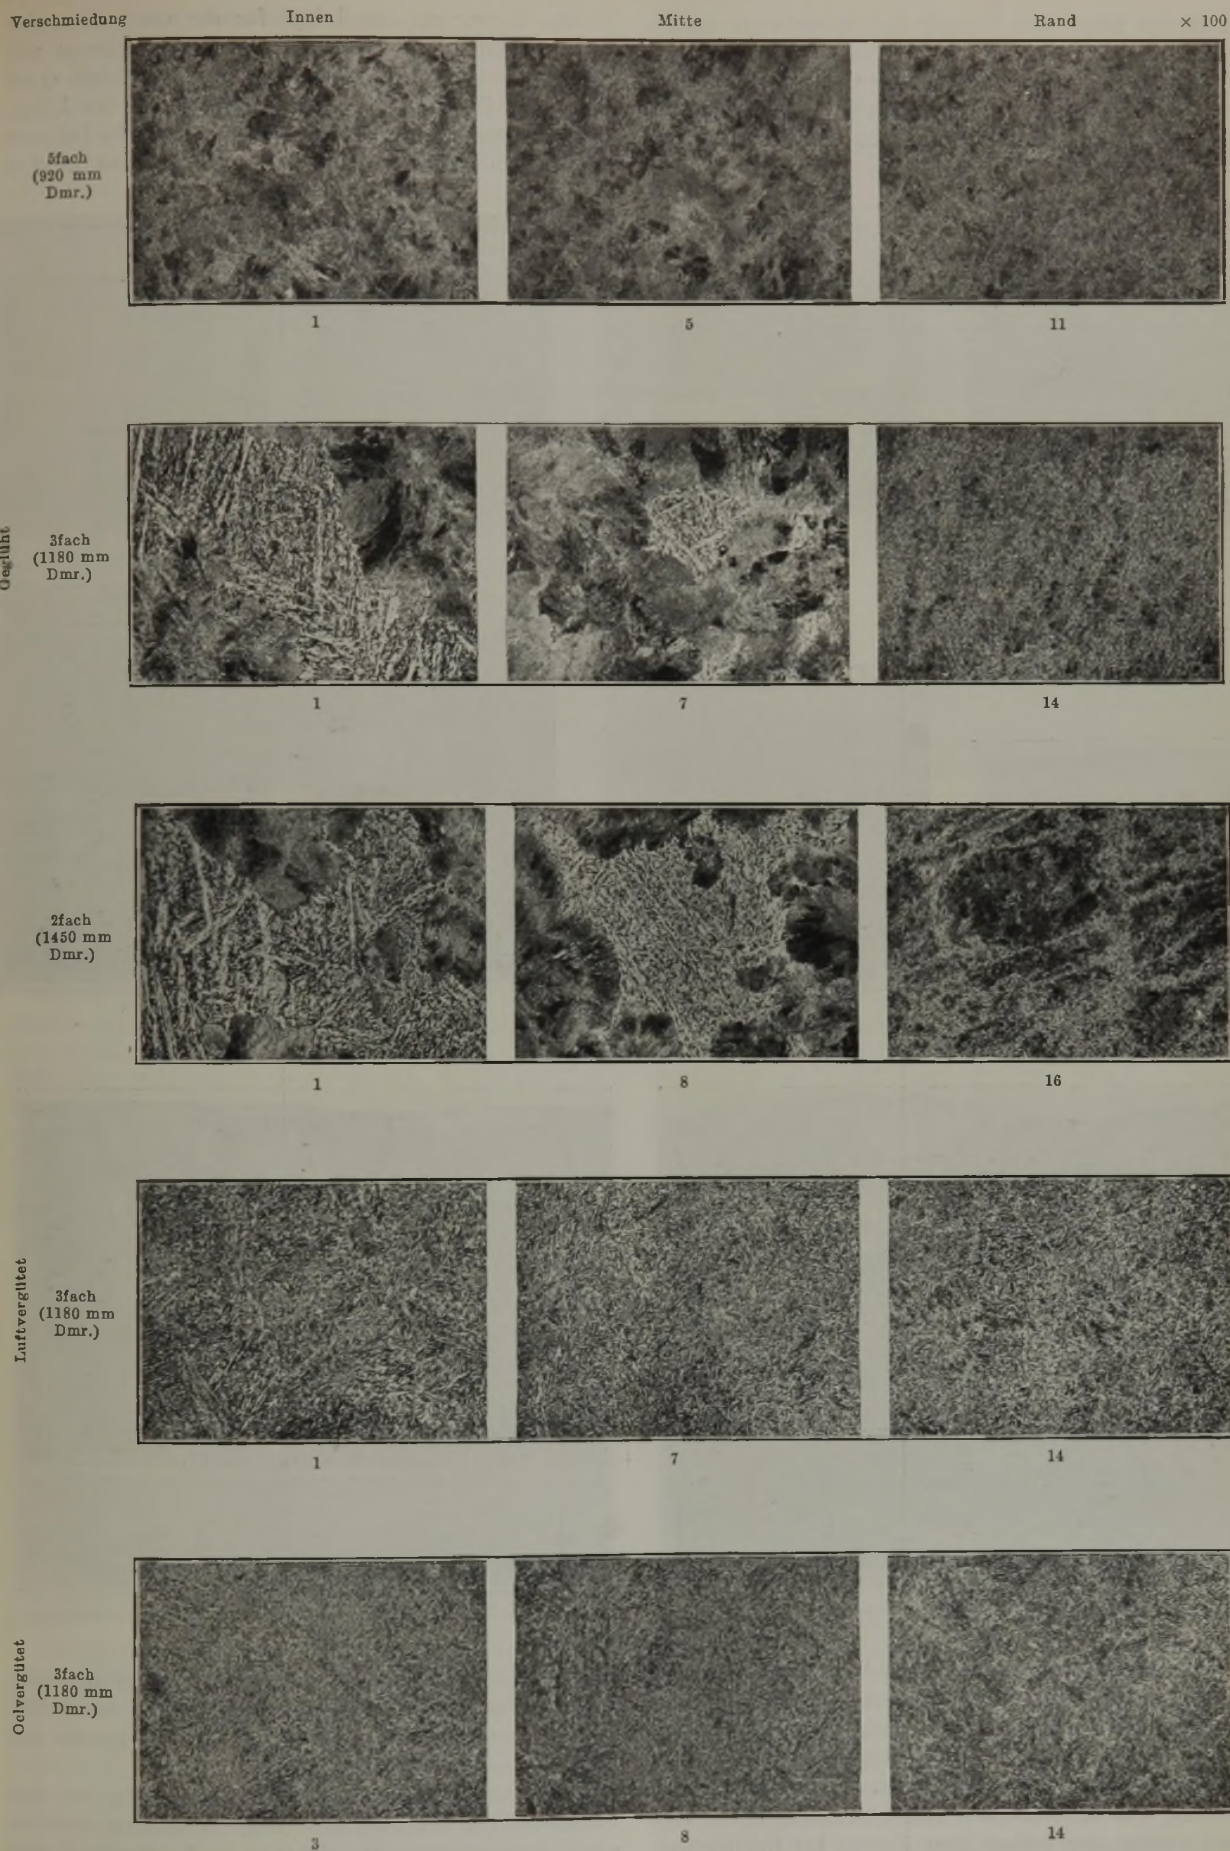 Verschmiedung Innen Mitte Rand × 100
5fach
(920 mm
Dmr.)
1 5 11
Geglüht
3fach
(1180 mm
Dmr.)
1 7 14
2fach
(1450 mm
Dmr.)
1 8 16
Luftvergütet
3fach
(1180 mm
Dmr.)
1 7 14
Oelvergütet
3fach
(1180 mm
Dmr.)
3 8 14